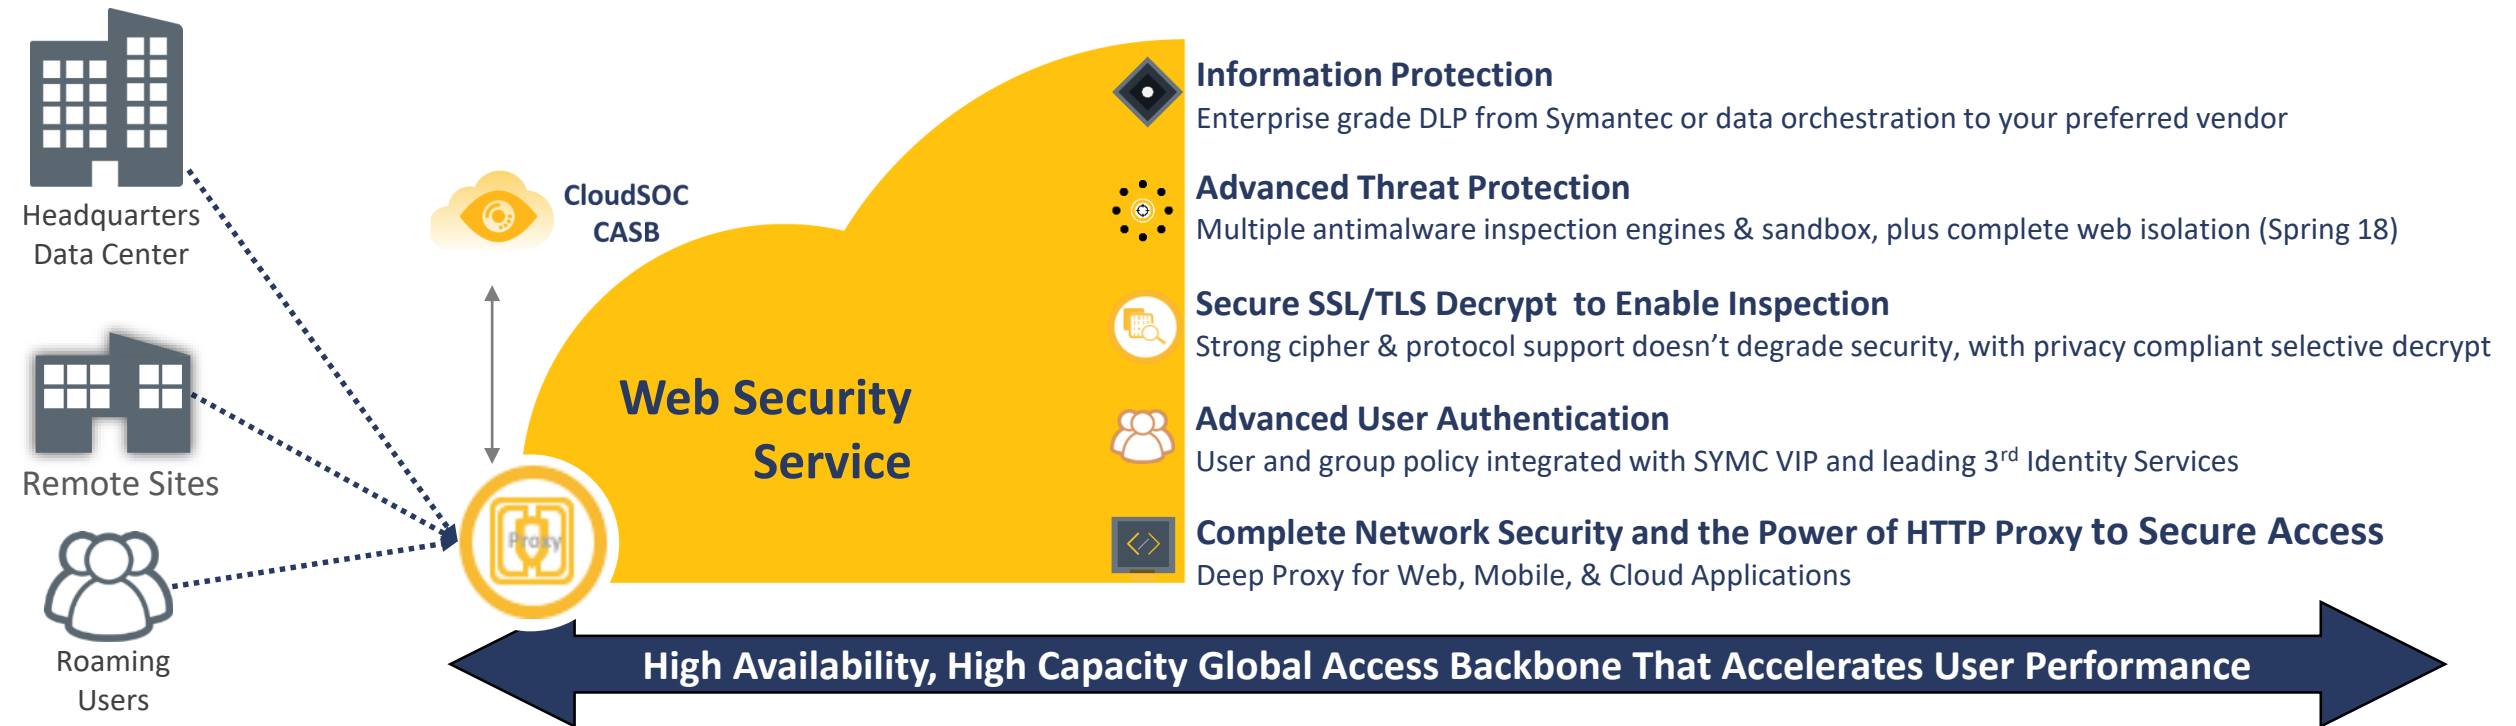 Headquarters
Data Center
Remote Sites
Roaming
Users
CloudSOC
CASB
Proxy
Web Security
Service
Information Protection
Enterprise grade DLP from Symantec or data orchestration to your preferred vendor
Advanced Threat Protection
Multiple antimalware inspection engines & sandbox, plus complete web isolation (Spring 18)
Secure SSL/TLS Decrypt  to Enable Inspection
Strong cipher & protocol support doesn’t degrade security, with privacy compliant selective decrypt
Advanced User Authentication
User and group policy integrated with SYMC VIP and leading 3rd Identity Services
Complete Network Security and the Power of HTTP Proxy to Secure Access
Deep Proxy for Web, Mobile, & Cloud Applications
High Availability, High Capacity Global Access Backbone That Accelerates User Performance